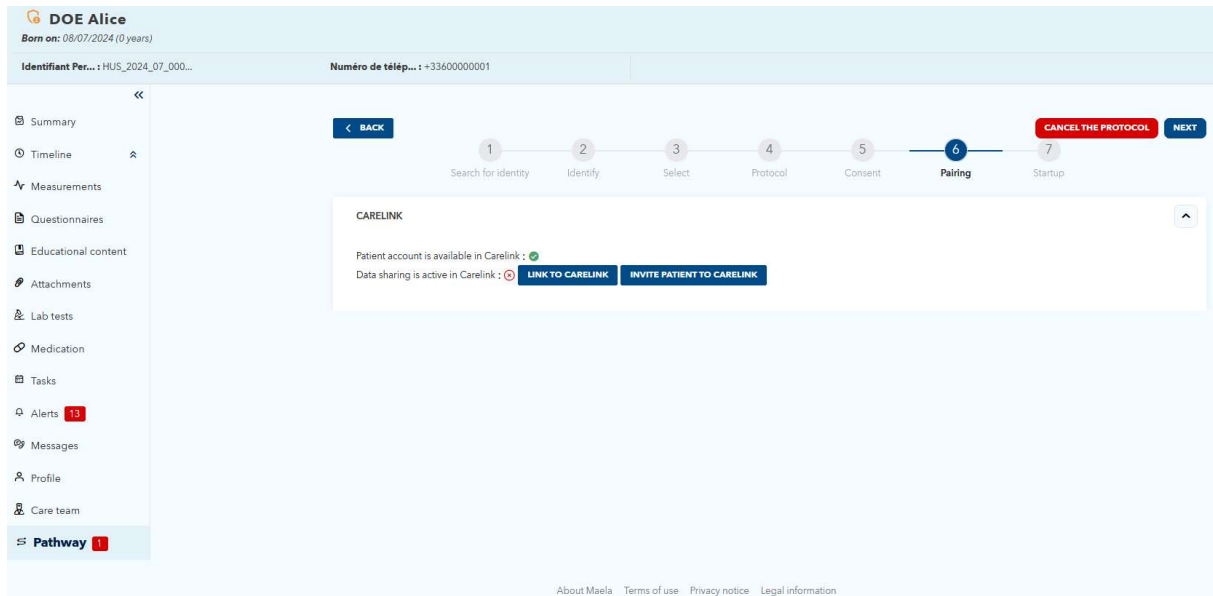 DOE Alice
Born on: 08/07/2024 (0 years)
Identifiant Per... : HUS_2024_07_000...
Numéro de télép... : +33600000001
Summary
Timeline
Measurements
Questionnaires
Educational content
Attachments
Lab tests
Medication
Tasks
Alerts 13
Messages
Profile
Care team
Pathway 1
BACK
CANCEL THE PROTOCOL NEXT
1 2 3 4 5 6 7
Search for identity Identify Select Protocol Consent Pairing Startup
CARELINK
Patient account is available in Carelink :
Data sharing is active in Carelink : LINK TO CARELINK INVITE PATIENT TO CARELINK
About Maela Terms of use Privacy notice Legal information